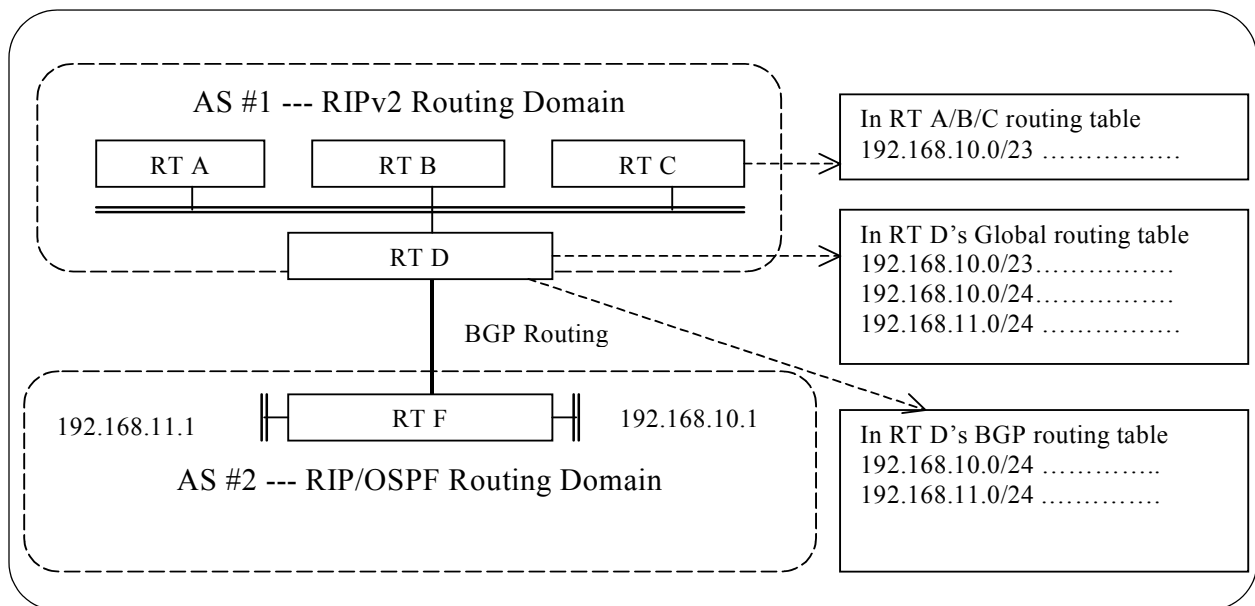 AS #1 --- RIPv2 Routing Domain
RT A
RT B
RT C
RT D
BGP Routing
192.168.11.1
RT F
192.168.10.1
AS #2 --- RIP/OSPF Routing Domain
In RT A/B/C routing table
192.168.10.0/23 …………….
In RT D’s Global routing table
192.168.10.0/23…………….
192.168.10.0/24…………….
192.168.11.0/24 …………….
In RT D’s BGP routing table
192.168.10.0/24 …………..
192.168.11.0/24 ………….